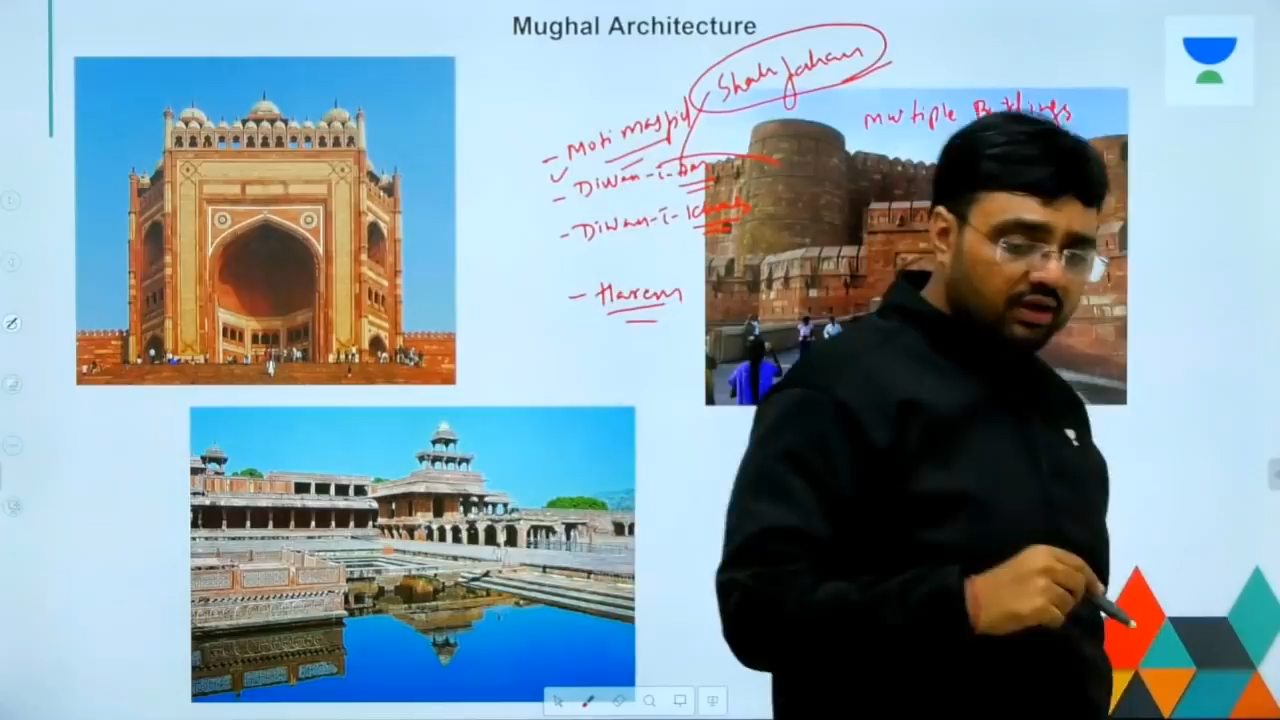 Mughal Architecture
Shah Jahan
Multiple
- Moti masjid
- Diwan-i-
- Diwan-i-
- Harem